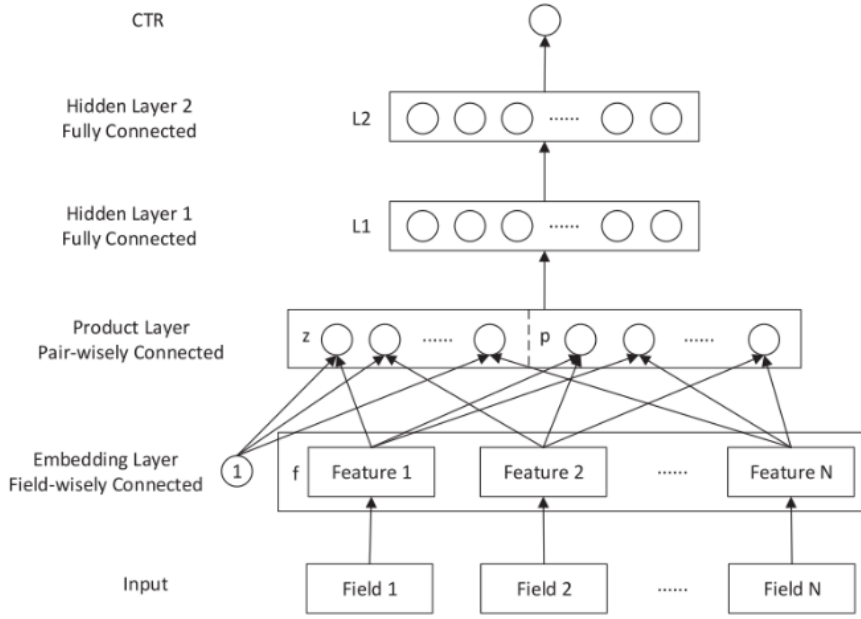 CTR
Hidden Layer 2
Fully Connected
L2
......
Hidden Layer 1
Fully Connected
L1
......
Product Layer
Pair-wisely Connected
z
......
p
......
Embedding Layer
Field-wisely Connected
1
f
Feature 1
Feature 2
......
Feature N
Input
Field 1
Field 2
......
Field N